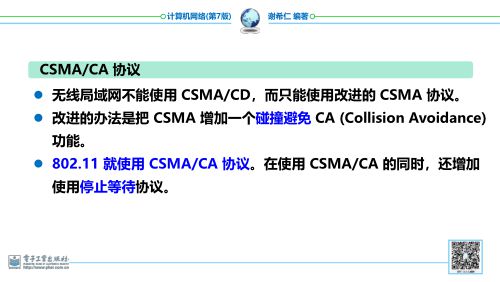 计算机网络(第7版) 谢希仁 编著
CSMA/CA 协议
无线局域网不能使用 CSMA/CD，而只能使用改进的 CSMA 协议。
改进的办法是把 CSMA 增加一个碰撞避免 CA (Collision Avoidance)
功能。
802.11 就使用 CSMA/CA 协议。在使用 CSMA/CA 的同时，还增加
使用停止等待协议。
电子工业出版社
http://www.phei.com.cn